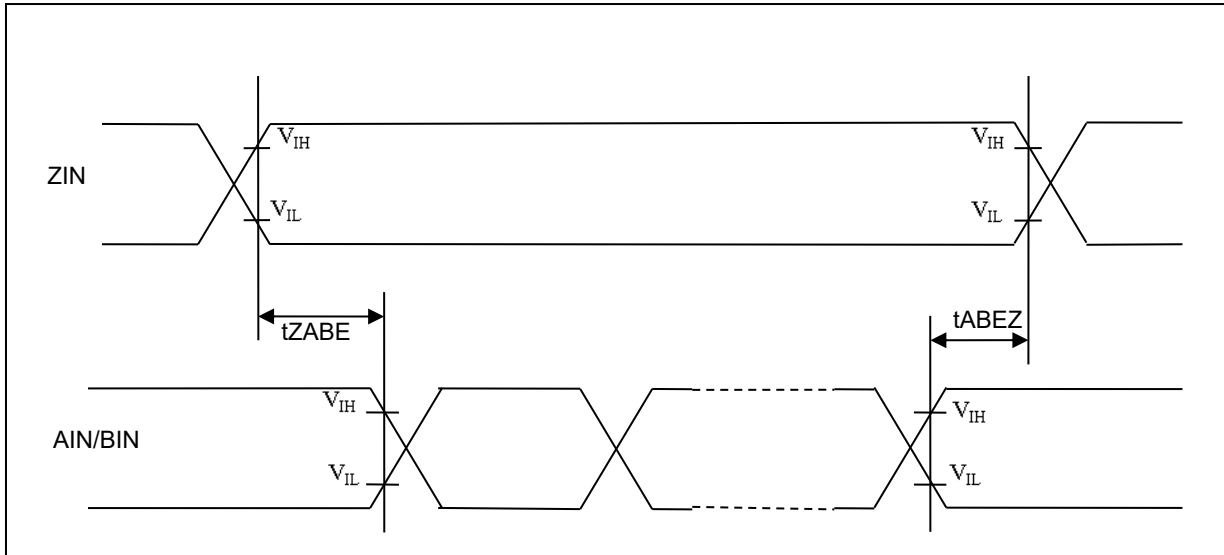 V_IH
V_IH
ZIN
V_IL
V_IL
tZABE
tABEZ
V_IH
V_IH
AIN/BIN
V_IL
V_IL